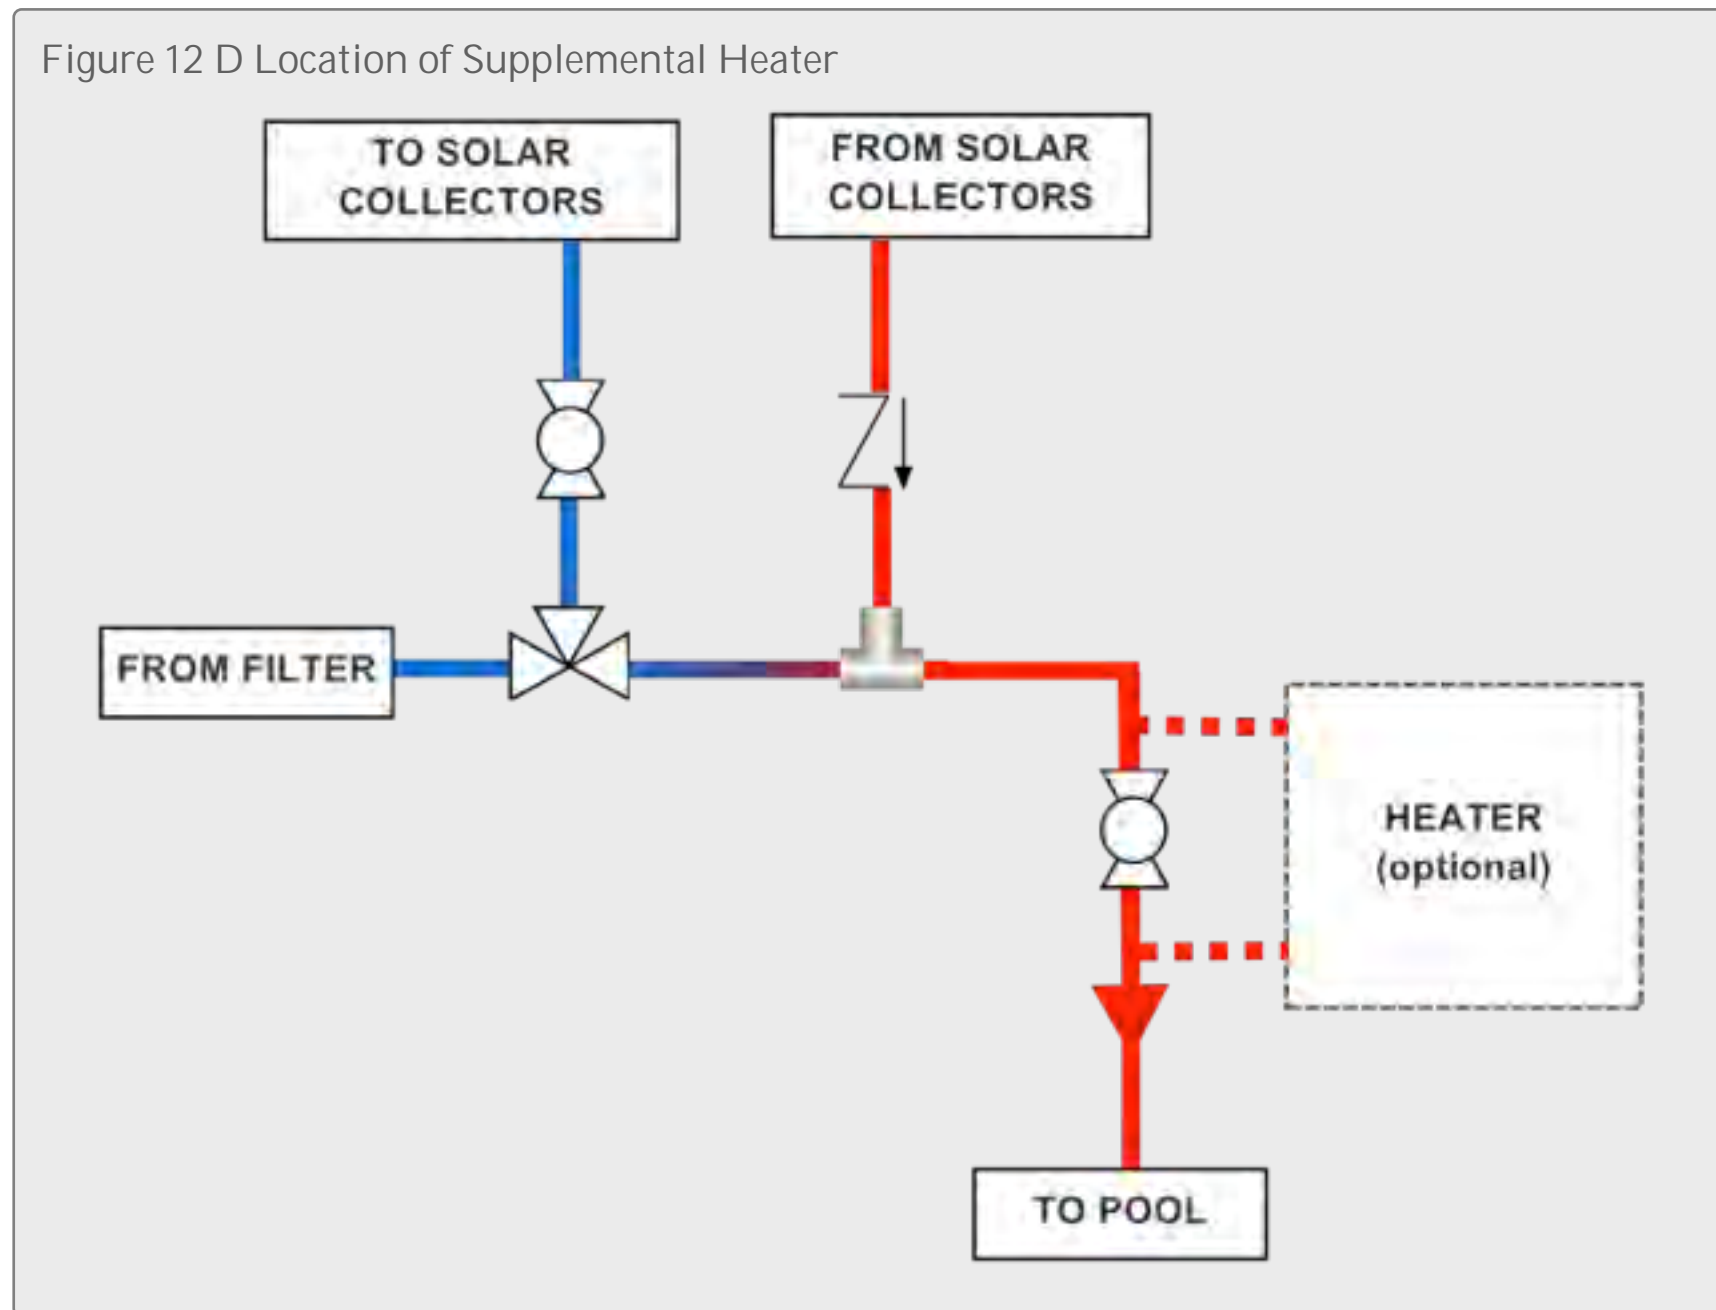 Figure 12 D Location of Supplemental Heater
TO SOLAR
COLLECTORS
FROM SOLAR
COLLECTORS
FROM FILTER
HEATER
(optional)
TO POOL